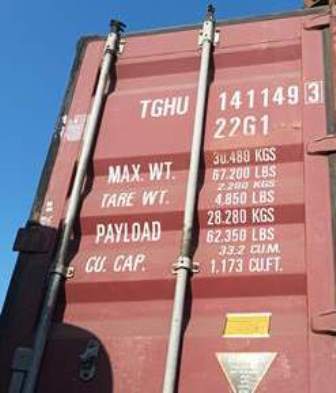 TGHU 141149 3
22G1
30.480 KGS
MAX. WT. 67.200 LBS
2.200 KGS
TARE WT. 4.850 LBS
28.280 KGS
PAYLOAD 62.350 LBS
33.2 CU.M.
CU. CAP. 1.173 CU.FT.